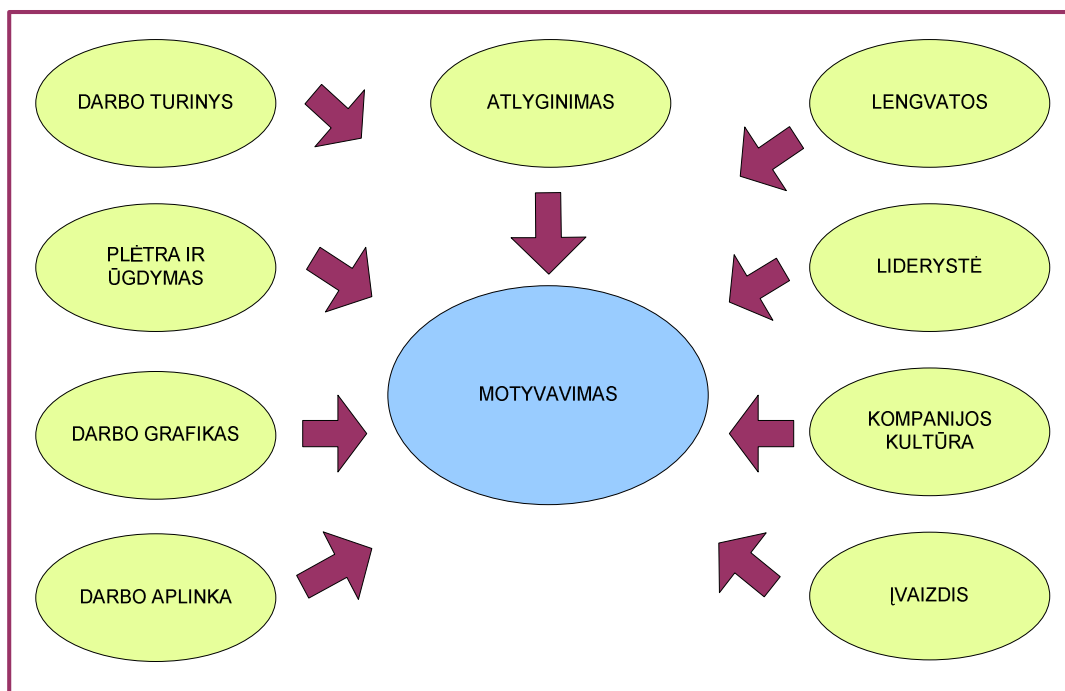 DARBO TURINYS
ATLYGINIMAS
LENGVATOS
PLĖTRA IR
ŪGDYMAS
LIDERYSTĖ
MOTYVAVIMAS
DARBO GRAFIKAS
KOMPANIJOS
KULTŪRA
DARBO APLINKA
ĮVAIZDIS